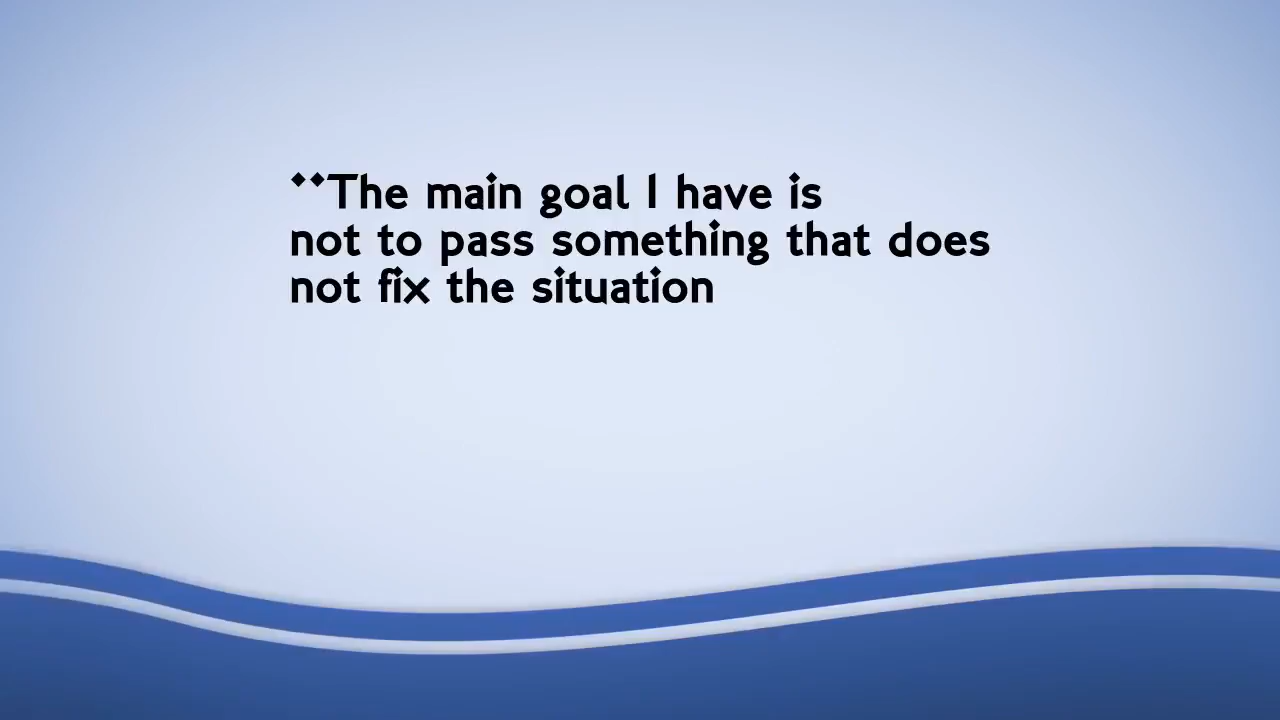 **The main goal I have is
not to pass something that does
not fix the situation